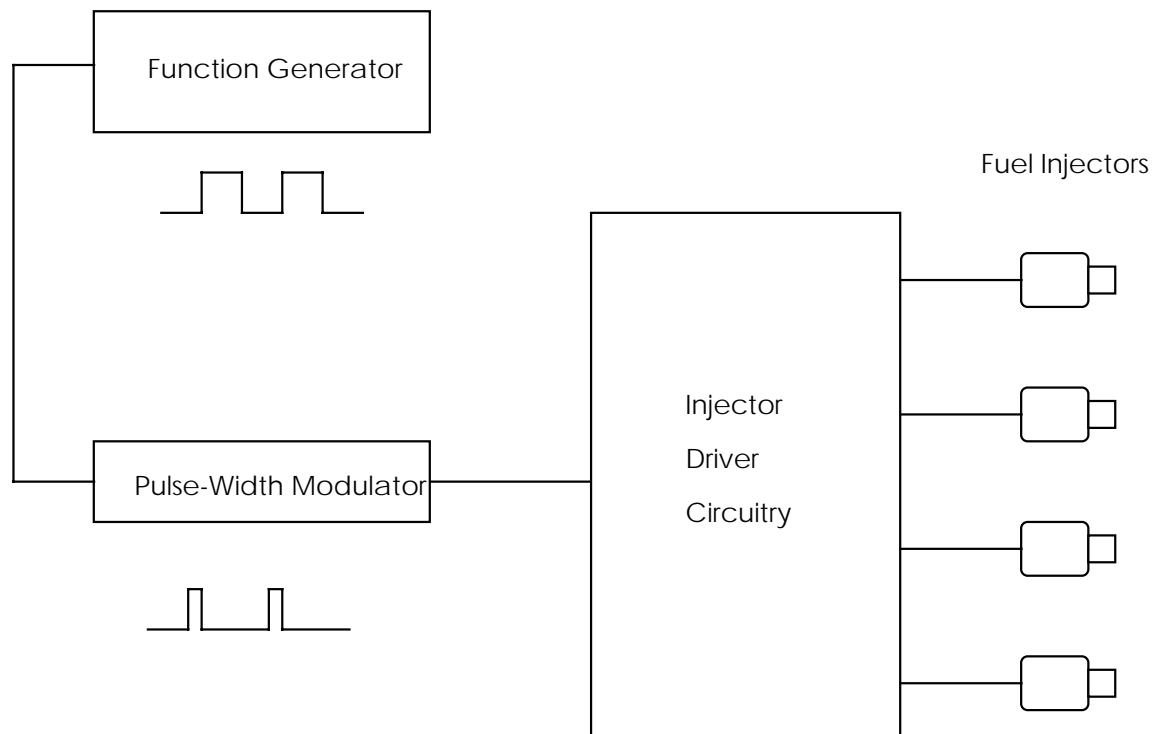 Function Generator
Fuel Injectors
Injector
Driver
Circuitry
Pulse-Width Modulator